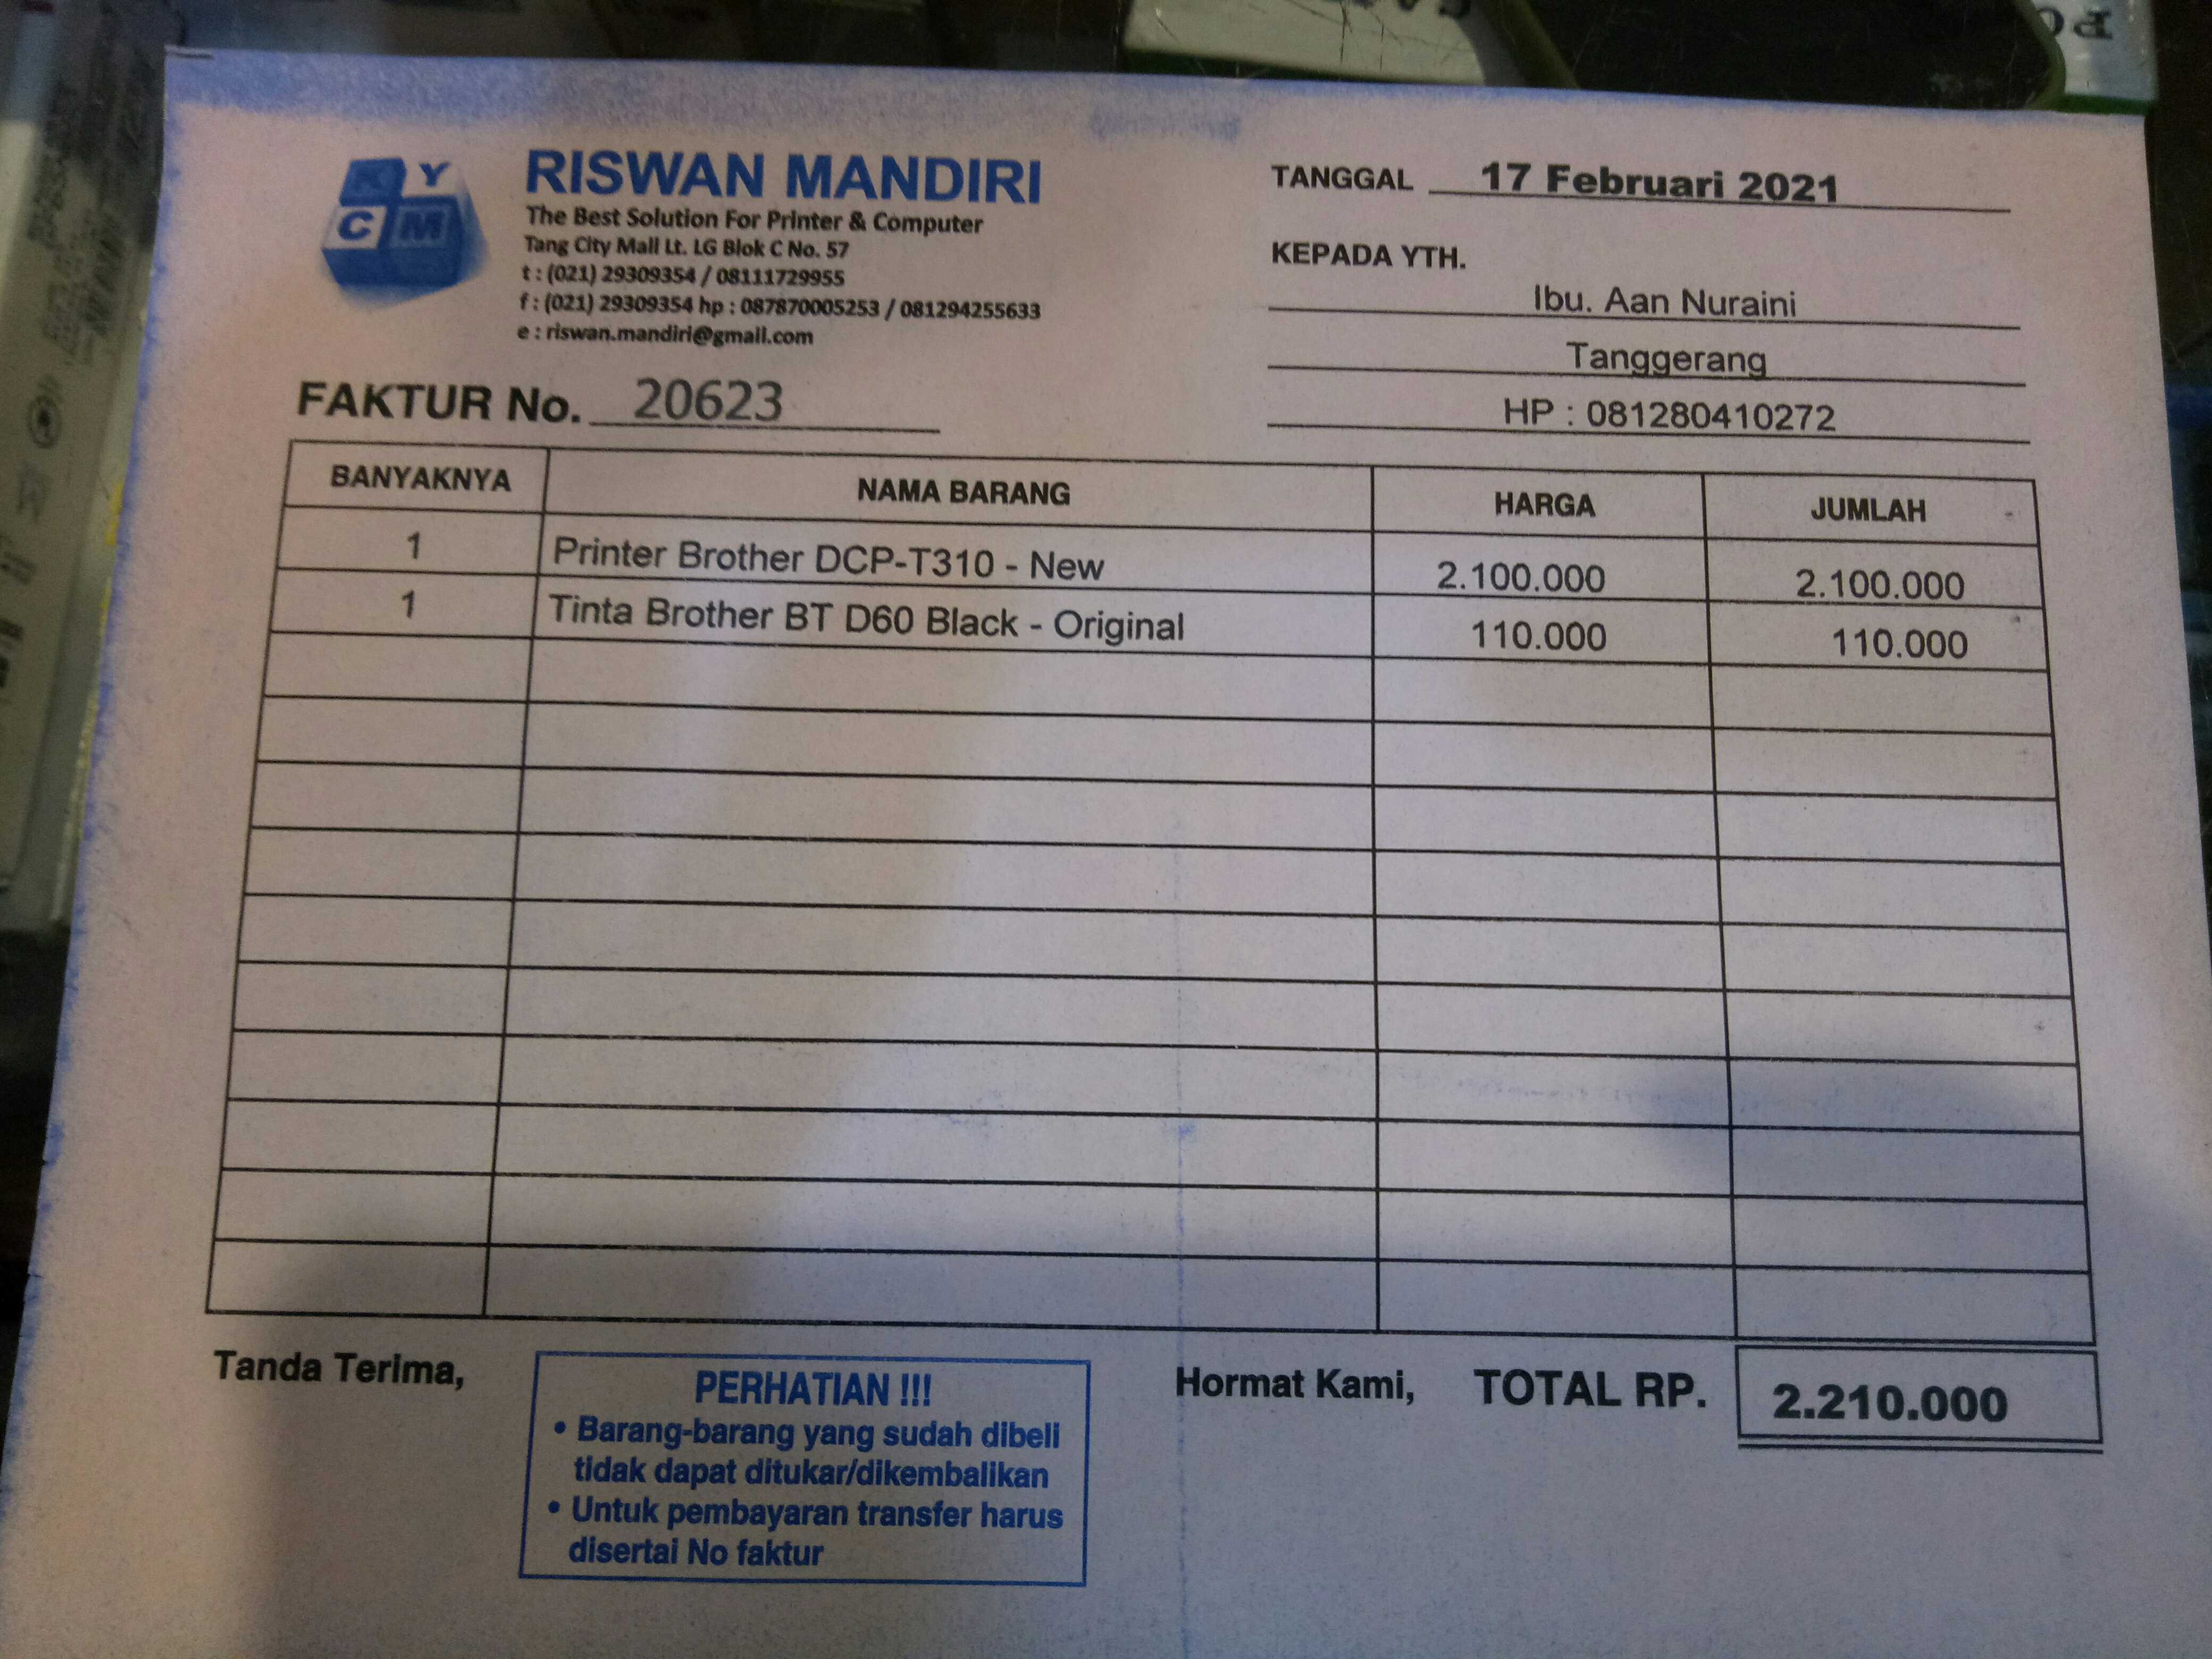 K Y
C M
RISWAN MANDIRI
The Best Solution For Printer & Computer
Tang City Mall Lt. LG Blok C No. 57
t : (021) 29309354 / 08111729955
f : (021) 29309354 hp : 087870005253 / 081294255633
e : riswan.mandiri@gmail.com
TANGGAL 17 Februari 2021
KEPADA YTH.
Ibu. Aan Nuraini
Tanggerang
HP : 081280410272
FAKTUR No. 20623
BANYAKNYA NAMA BARANG HARGA JUMLAH
1 Printer Brother DCP-T310 - New 2.100.000 2.100.000
1 Tinta Brother BT D60 Black - Original 110.000 110.000
Tanda Terima,
PERHATIAN !!!
• Barang-barang yang sudah dibeli
tidak dapat ditukar/dikembalikan
• Untuk pembayaran transfer harus
disertai No faktur
Hormat Kami,
TOTAL RP. 2.210.000